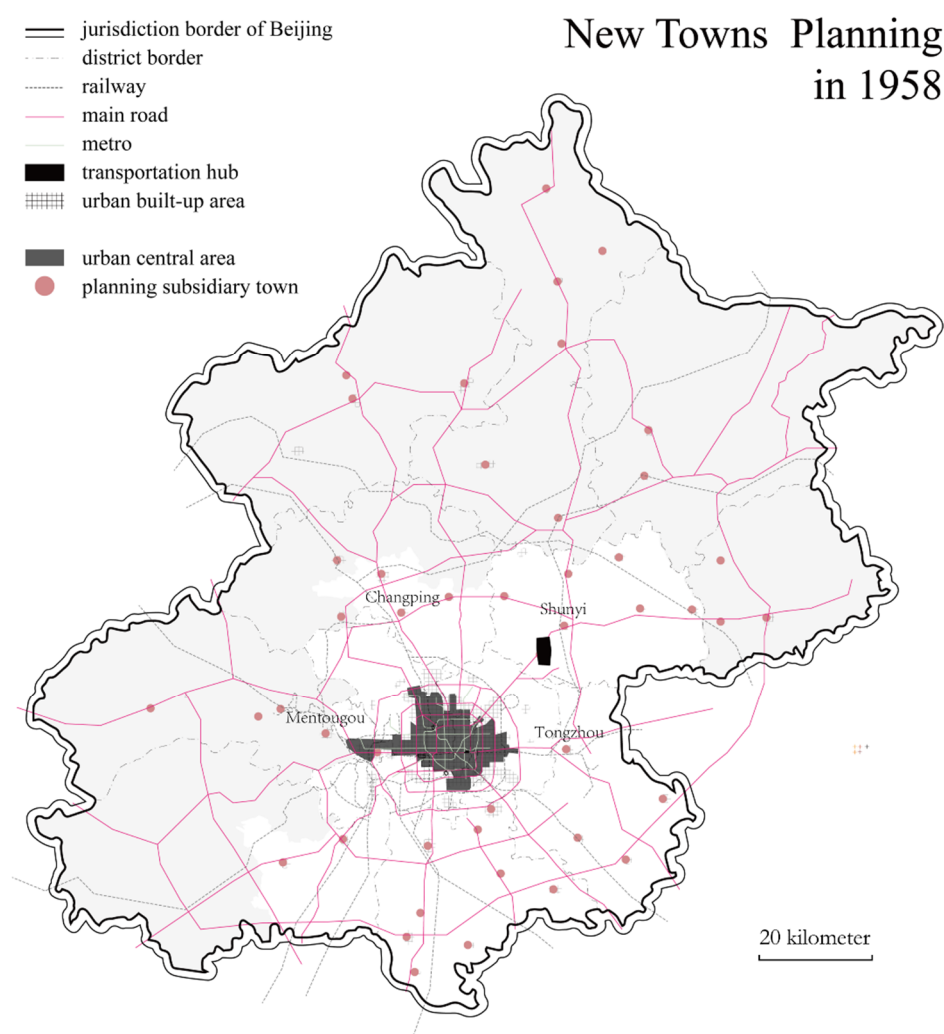 New Towns Planning
in 1958
jurisdiction border of Beijing
district border
railway
main road
metro
transportation hub
urban built-up area
urban central area
planning subsidiary town
Changping
Shunyi
Mentougou
Tongzhou
20 kilometer